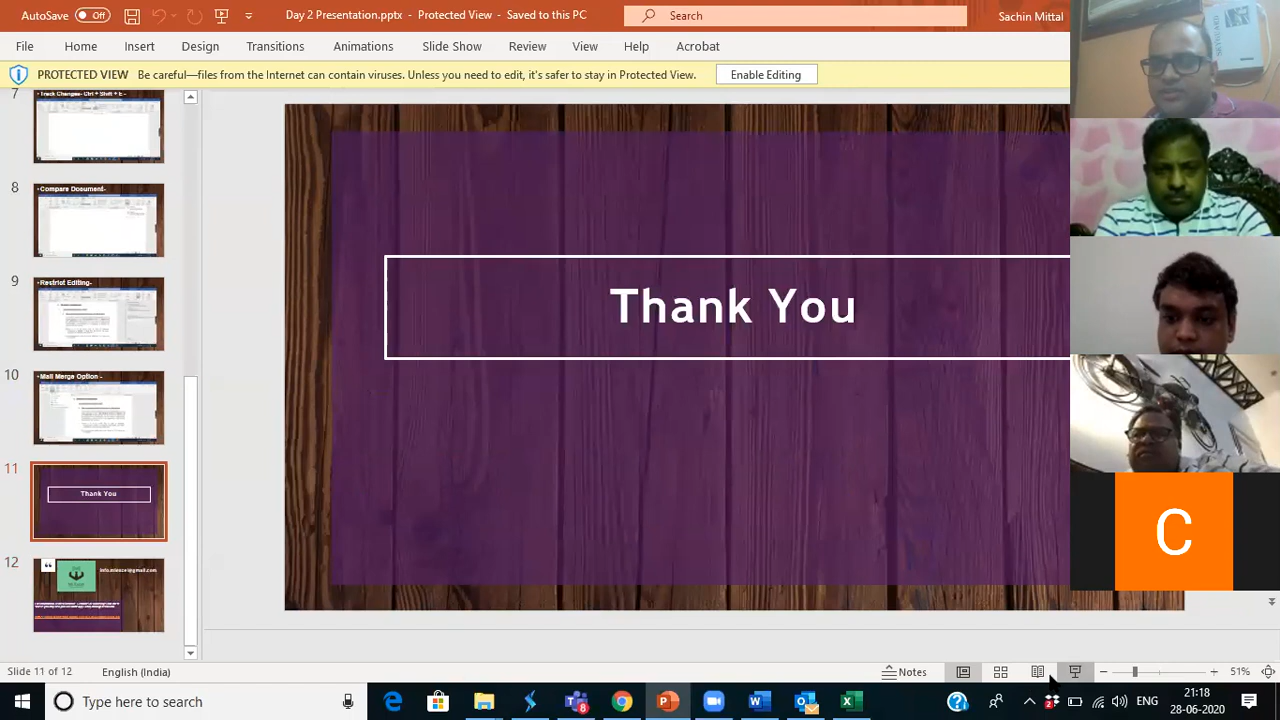 AutoSave Off Day 2 Presentation.pptx - Protected View - Saved to this PC Search Sachin Mittal
File Home Insert Design Transitions Animations Slide Show Review View Help Acrobat
PROTECTED VIEW Be careful—files from the Internet can contain viruses. Unless you need to edit, it's safer to stay in Protected View. Enable Editing
7
•Track Changes- Ctrl + Shift + E -
8
•Compare Document-
9
•Restrict Editing-
10
•Mail Merge Option -
11
Thank You
12
Thank You
C
Slide 11 of 12 English (India) Notes 51%
Type here to search ENG 21:18
28-06-2020